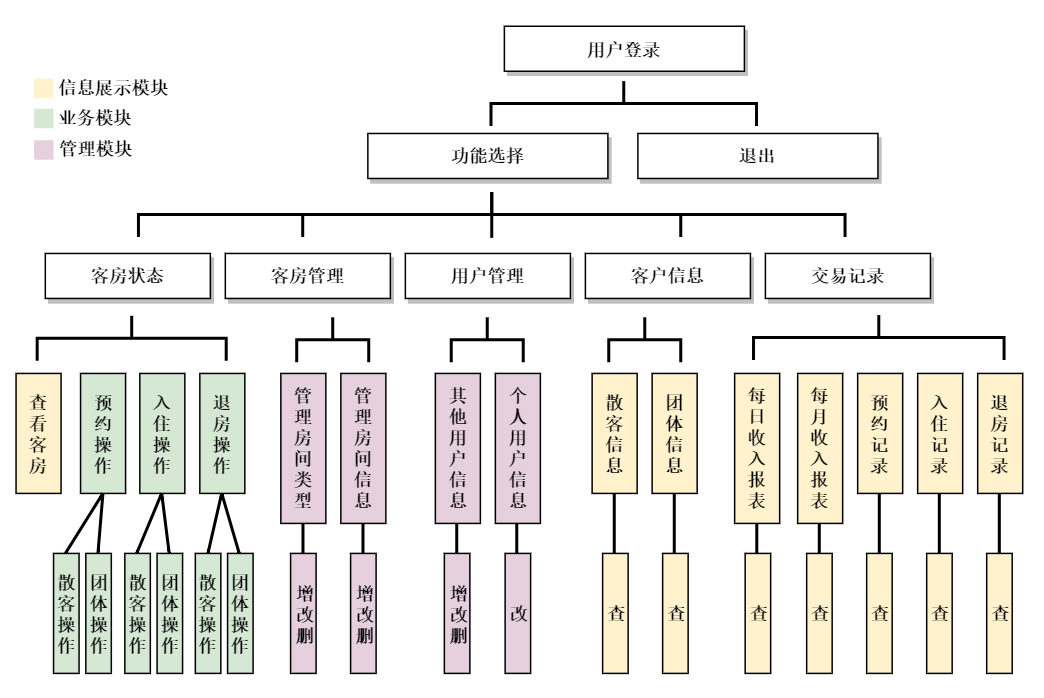 用户登录
信息展示模块
业务模块
管理模块
功能选择
退出
客房状态
客房管理
用户管理
客户信息
交易记录
查看客房
预约操作
入住操作
退房操作
管理房间类型
管理房间信息
其他用户信息
个人用户信息
散客信息
团体信息
每日收入报表
每月收入报表
预约记录
入住记录
退房记录
散客操作
团体操作
散客操作
团体操作
散客操作
团体操作
增改删
增改删
增改删
改
查
查
查
查
查
查
查